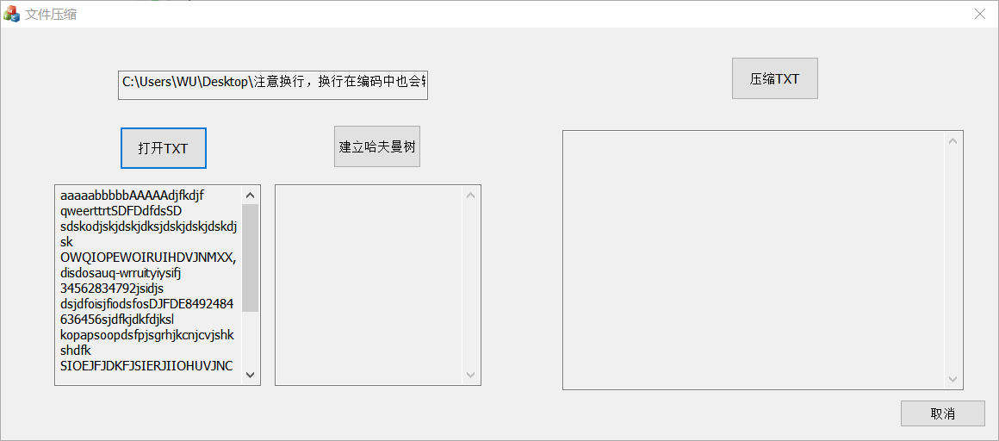 文件压缩
C:\Users\WU\Desktop\注意换行，换行在编码中也会
压缩TXT
打开TXT
建立哈夫曼树
aaaaabbbbbAAAAAdjfkdjf
qweerttrtSDFDdfdsSD
sdskodjskjdskjdksjdskjdskjdskdj
sk
OWQIOPEWOIRUIHDVJNMXX,
disdosauq-wrruityiysifj
34562834792jsidjs
dsjdfoisjfiodsfosDJFDE8492484
636456sjdfkjdkfdjksl
kopapsoopdsfpjsgrhjkcnjcvjshk
shdfk
SIOEJFJDKFJSIERJIIOHUVJNC
取消